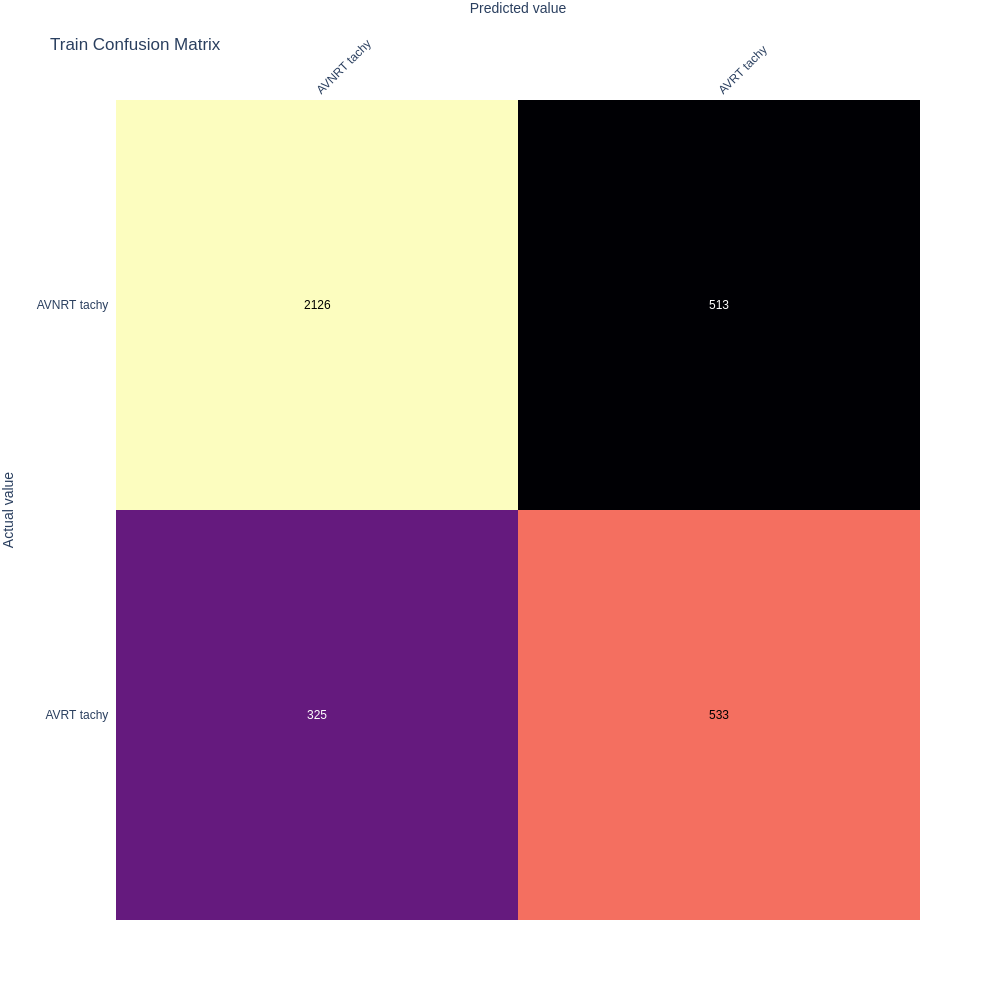 Predicted value
Train Confusion Matrix
AVNRT tachy
AVRT tachy
AVNRT tachy
2126
513
Actual value
AVRT tachy
325
533